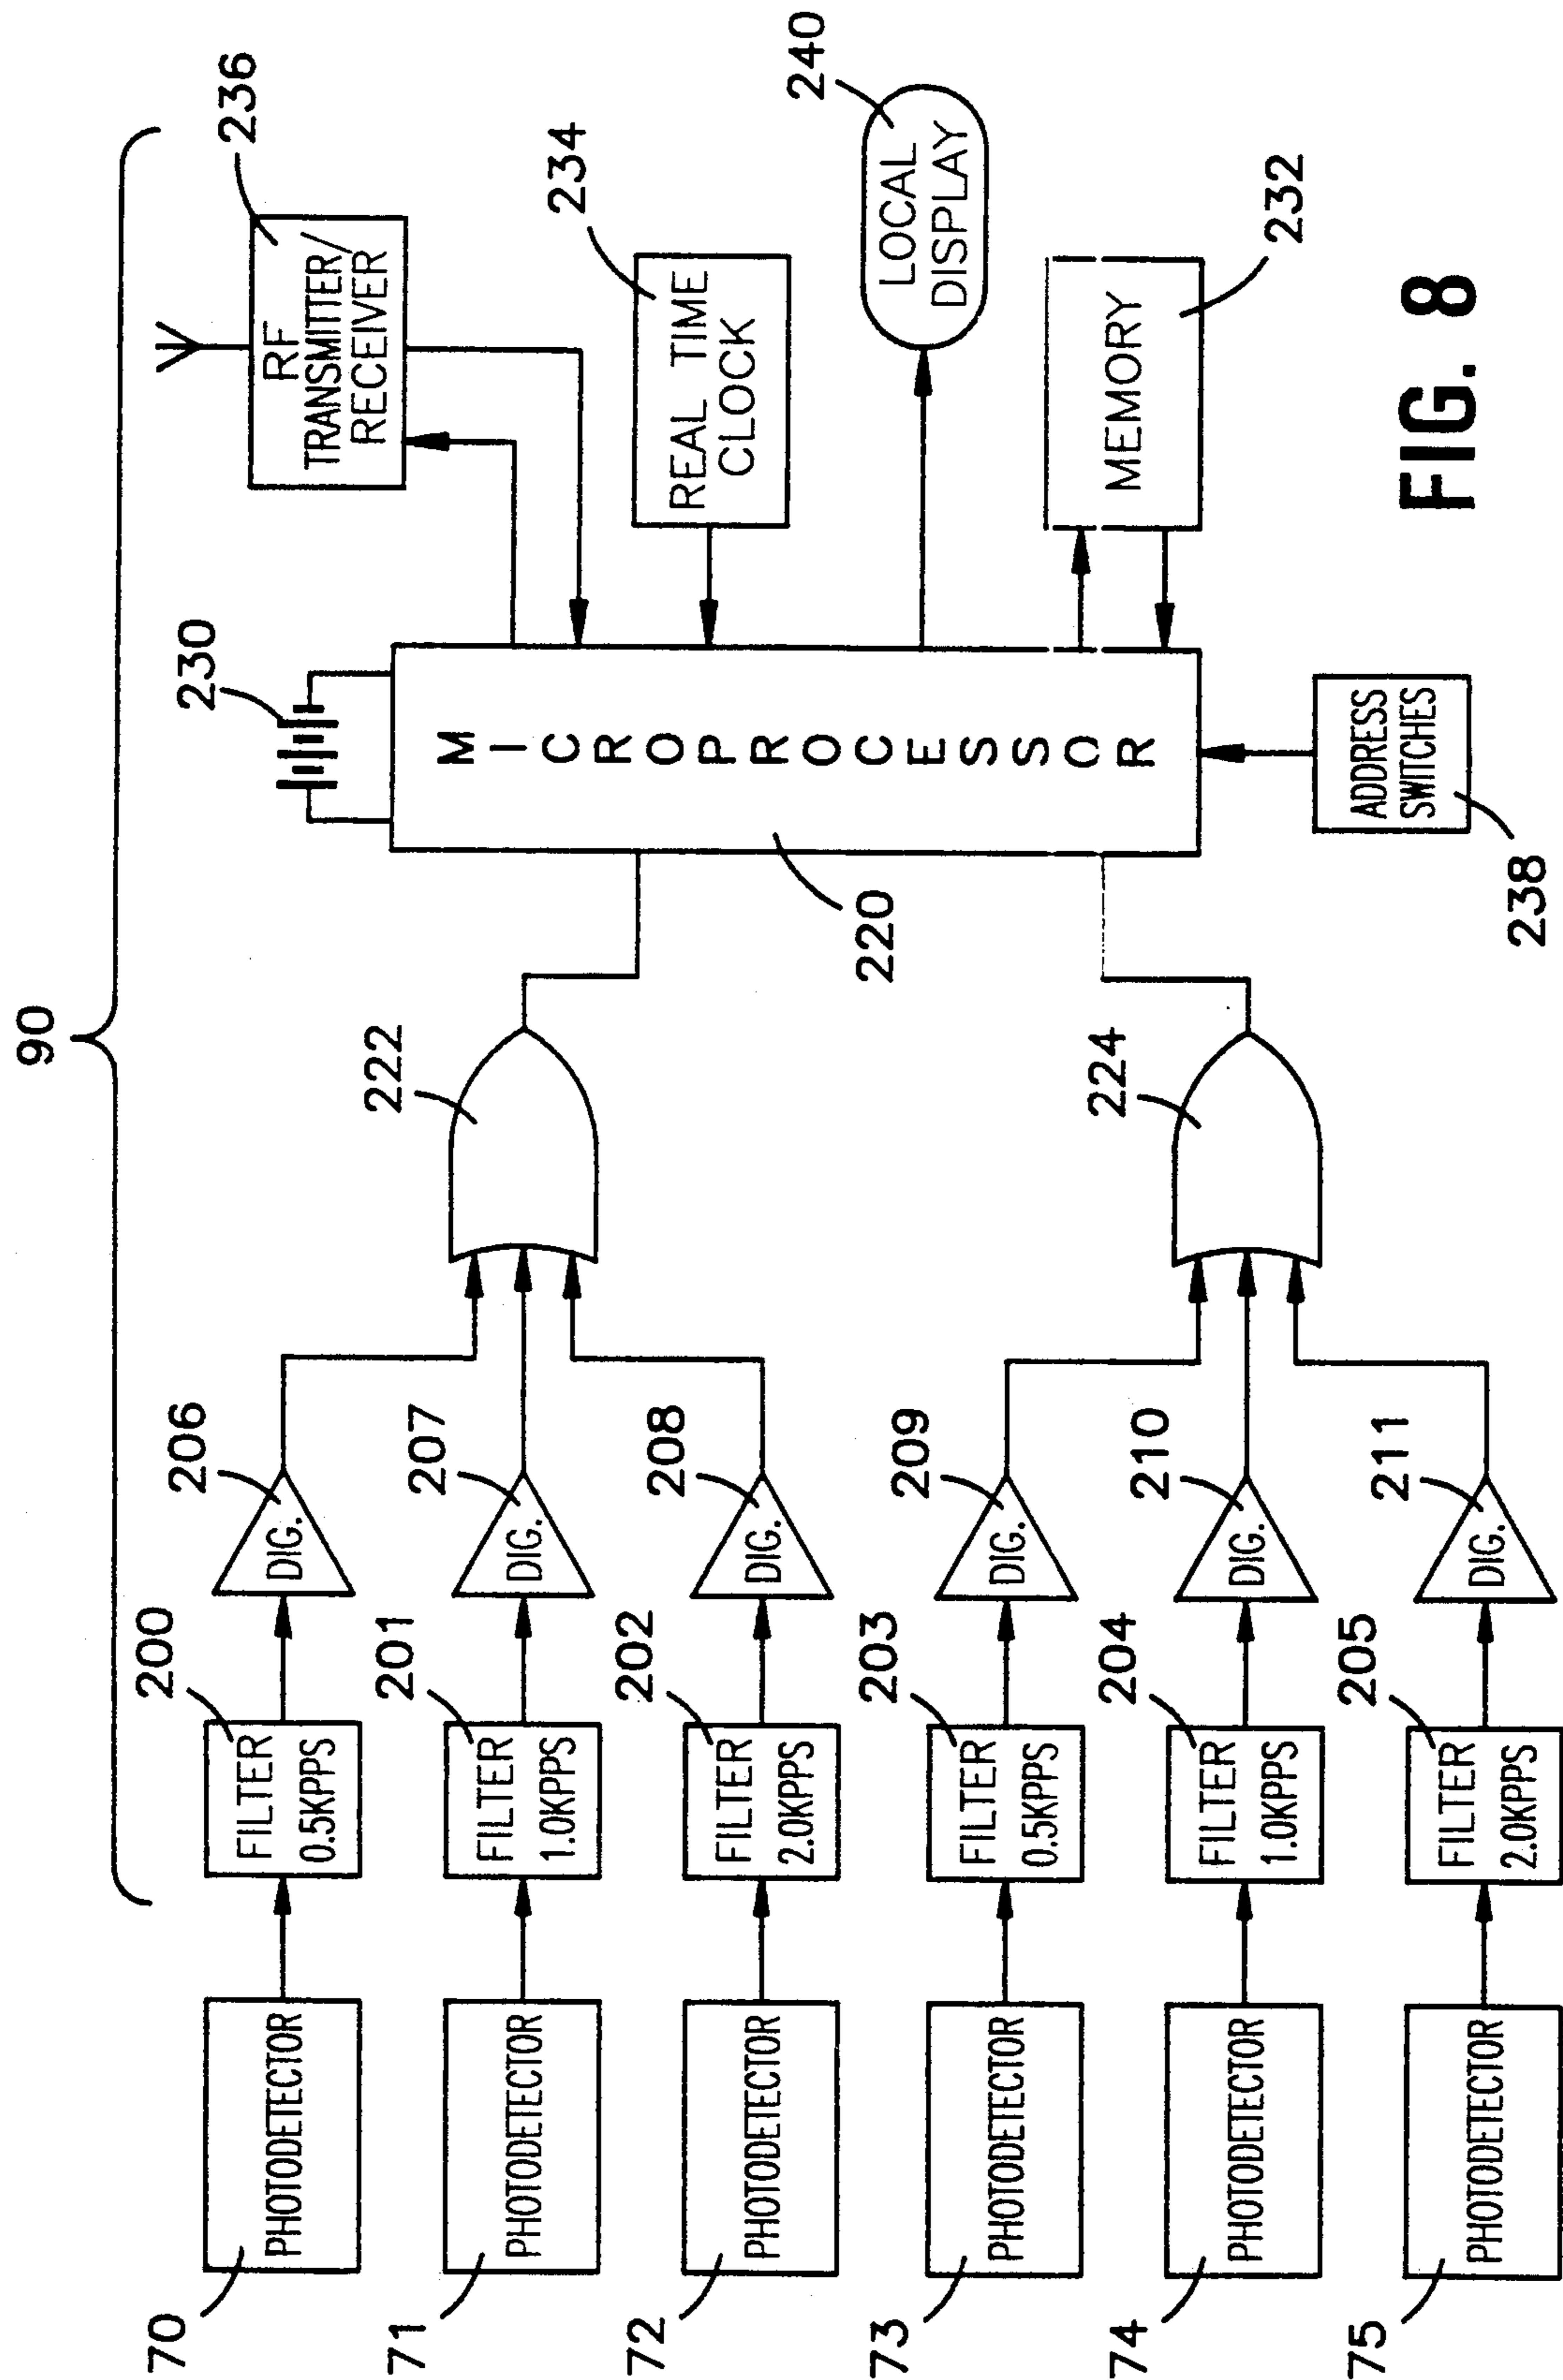 90
70
PHOTODETECTOR
200
FILTER
0.5KPPS
206
DIG.
71
PHOTODETECTOR
201
FILTER
1.0KPPS
207
DIG.
72
PHOTODETECTOR
202
FILTER
2.0KPPS
208
DIG.
222
73
PHOTODETECTOR
203
FILTER
0.5KPPS
209
DIG.
74
PHOTODETECTOR
204
FILTER
1.0KPPS
210
DIG.
75
PHOTODETECTOR
205
FILTER
2.0KPPS
211
DIG.
224
230
MICROPROCESSOR
220
236
RF
TRANSMITTER/
RECEIVER
234
REAL TIME
CLOCK
240
LOCAL
DISPLAY
MEMORY
232
ADDRESS
SWITCHES
238
FIG. 8